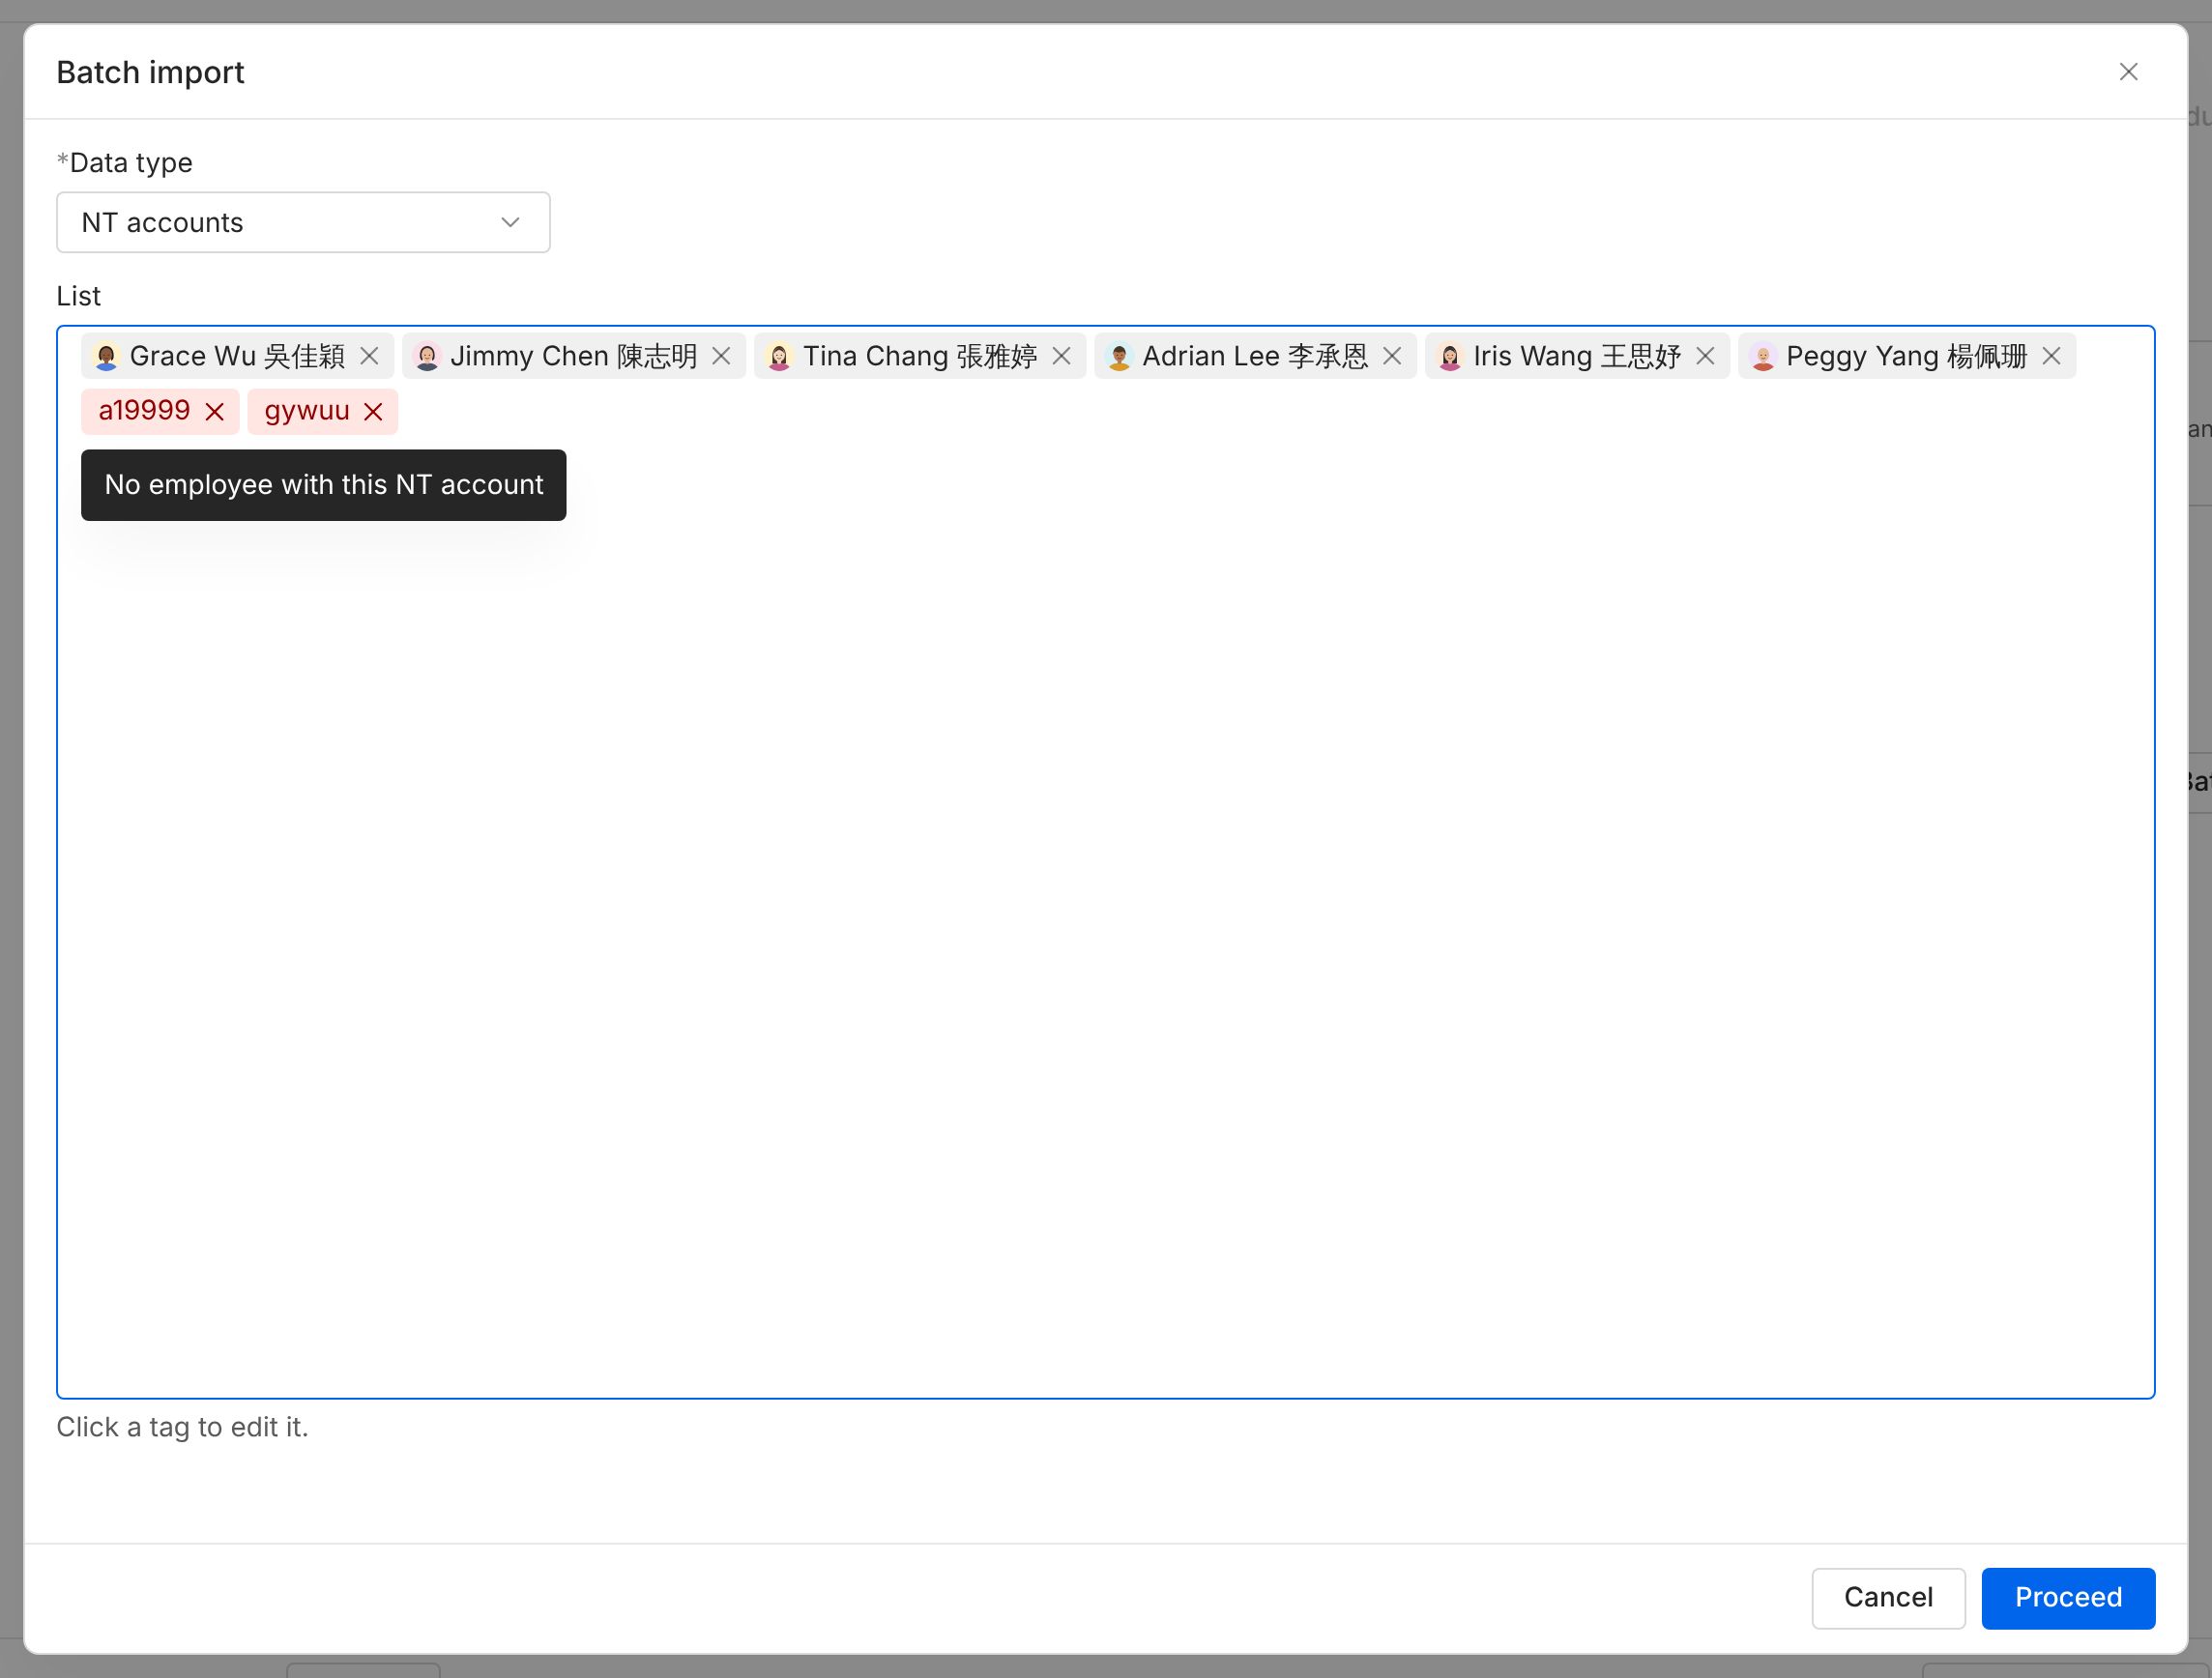 Batch import
*Data type
NT accounts
List
Grace Wu 吳佳穎 Jimmy Chen 陳志明 Tina Chang 張雅婷 Adrian Lee 李承恩 Iris Wang 王思妤 Peggy Yang 楊佩珊
a19999 gywuu
No employee with this NT account
Click a tag to edit it.
Cancel Proceed